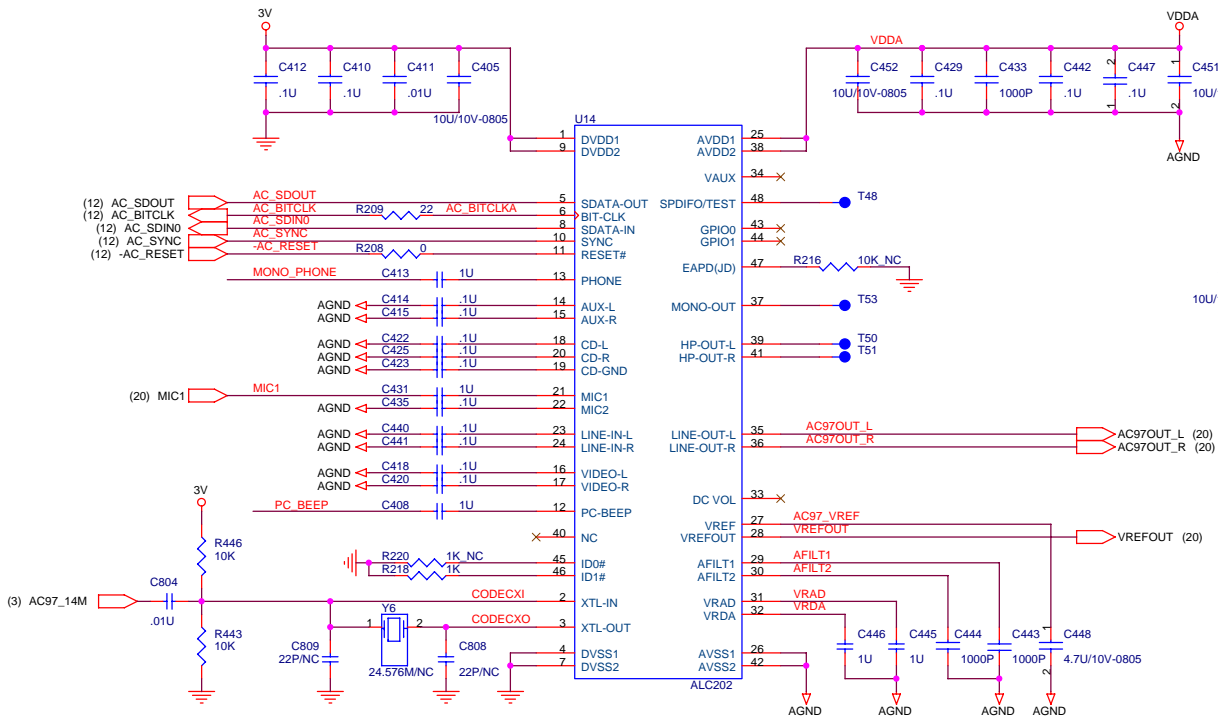 3V
VDDA
VDDA
C412 C410 C411 C405
.1U .1U .01U 10U/10V-0805
C452 C429 C433 C442 C447 C451
10U/10V-0805 .1U 1000P .1U .1U 10U/
2 1
1 2
AGND
U14
1 DVDD1 AVDD1 25
9 DVDD2 AVDD2 38
VAUX 34
(12) AC_SDOUT AC_SDOUT 5 SDATA-OUT SPDIFO/TEST 48 T48
(12) AC_BITCLK AC_BITCLK R209 22 AC_BITCLKA 6 BIT-CLK
(12) AC_SDIN0 AC_SDIN0 8 SDATA-IN GPIO0 43
(12) AC_SYNC AC_SYNC 10 SYNC GPIO1 44
(12) -AC_RESET -AC_RESET R208 0 11 RESET#
EAPD(JD) 47 R216 10K_NC
MONO_PHONE C413 1U 13 PHONE
AGND C414 .1U 14 AUX-L MONO-OUT 37 T53
10U/
AGND C415 .1U 15 AUX-R
AGND C422 .1U 18 CD-L HP-OUT-L 39 T50
AGND C425 .1U 20 CD-R HP-OUT-R 41 T51
AGND C423 .1U 19 CD-GND
(20) MIC1 MIC1 C431 1U 21 MIC1
AGND C435 .1U 22 MIC2
AGND C440 .1U 23 LINE-IN-L LINE-OUT-L 35 AC97OUT_L AC97OUT_L (20)
AGND C441 .1U 24 LINE-IN-R LINE-OUT-R 36 AC97OUT_R AC97OUT_R (20)
AGND C418 .1U 16 VIDEO-L
AGND C420 .1U 17 VIDEO-R
DC VOL 33
PC_BEEP C408 1U 12 PC-BEEP
VREF 27 AC97_VREF
40 NC VREFOUT 28 VREFOUT VREFOUT (20)
3V
R446
10K
R220 1K_NC 45 ID0# AFILT1 29 AFILT1
R218 1K 46 ID1# AFILT2 30 AFILT2
(3) AC97_14M C804 .01U CODECXI 2 XTL-IN VRAD 31 VRAD
VRDA 32 VRDA
R443
10K
Y6
1 2
CODECXO 3 XTL-OUT
C809
22P/NC
24.576M/NC
C808
22P/NC
C446 C445 C444 C443 C448
1U 1U 1000P 1000P 4.7U/10V-0805
1
2
4 DVSS1 AVSS1 26
7 DVSS2 AVSS2 42
ALC202
AGND AGND AGND AGND